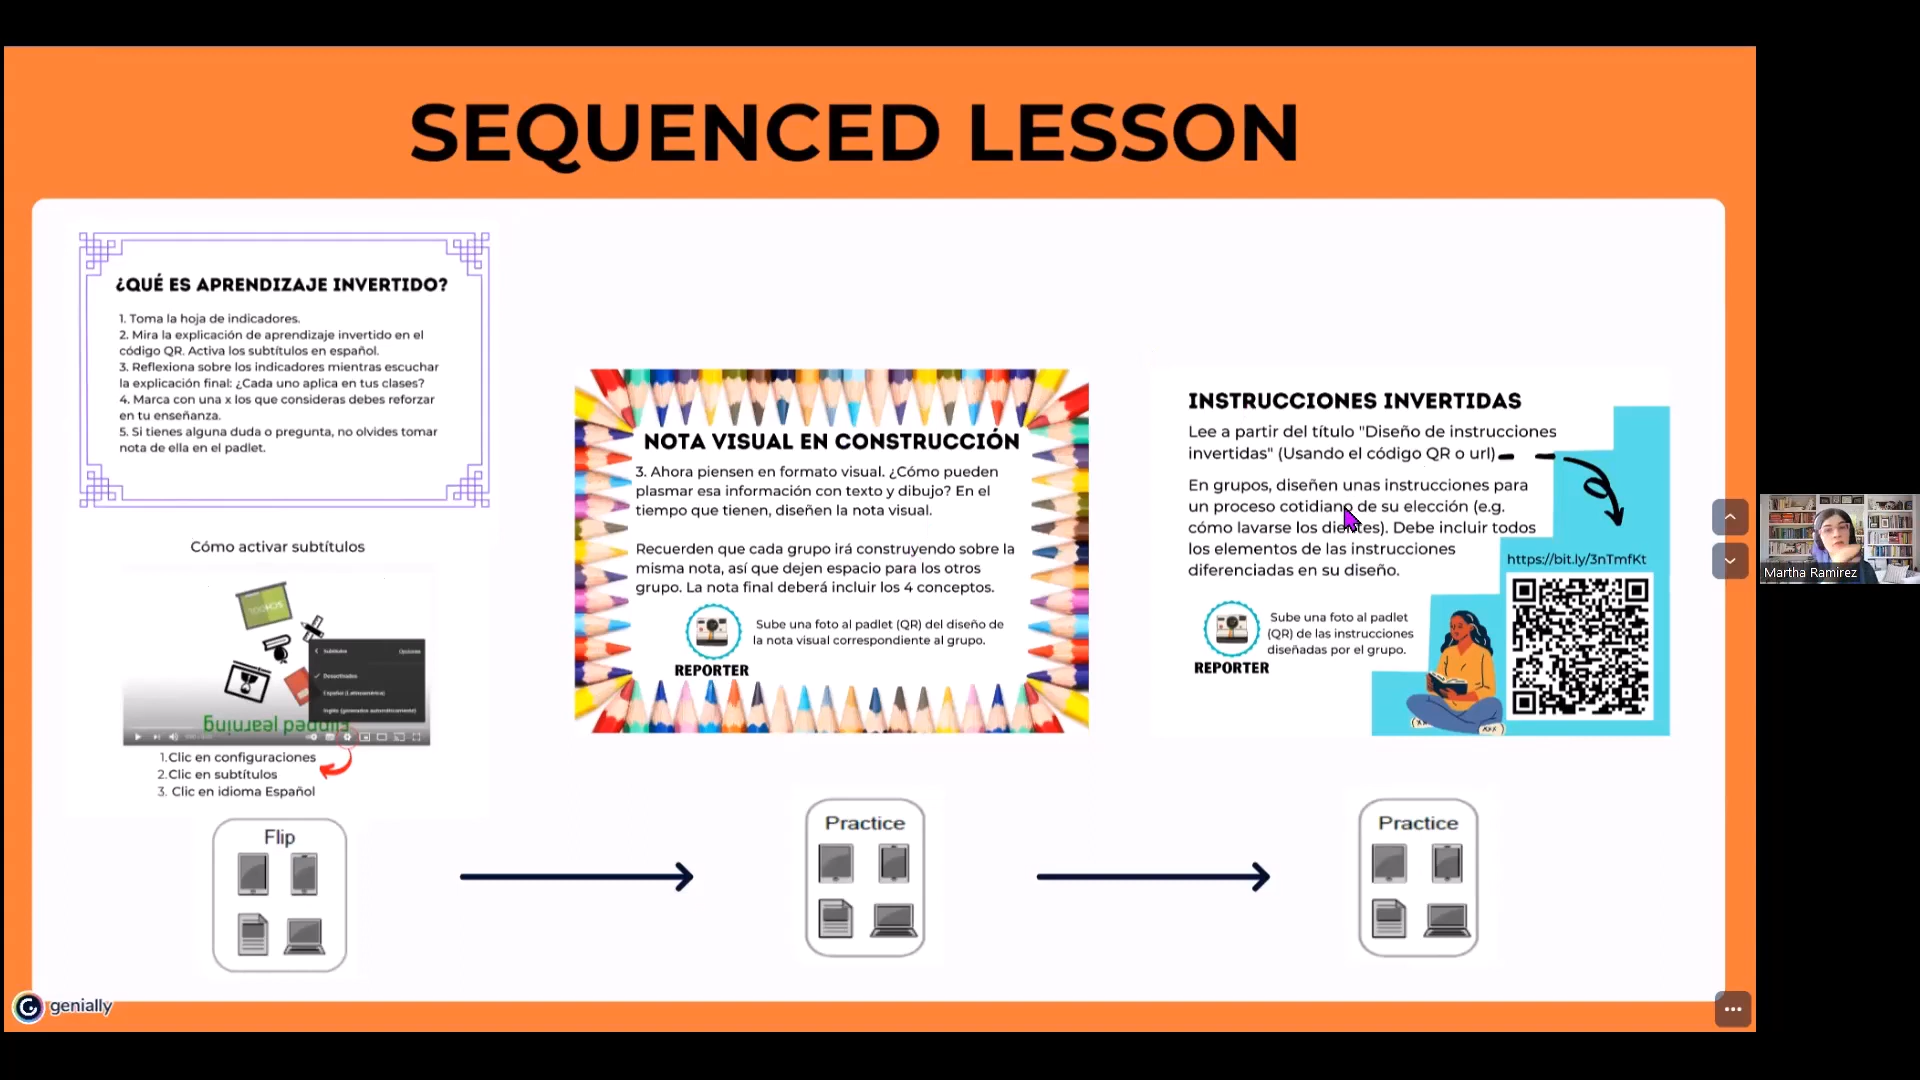 SEQUENCED LESSON
¿QUÉ ES APRENDIZAJE INVERTIDO?
1. Toma la hoja de indicadores.
2. Mira la explicación de aprendizaje invertido en el
código QR. Activa los subtítulos en español.
3. Reflexiona sobre los indicadores mientras escuchar
la explicación final: ¿Cada uno aplica en tus clases?
4. Marca con una x los que consideras debes reforzar
en tu enseñanza.
5. Si tienes alguna duda o pregunta, no olvides tomar
nota de ella en el padlet.
Cómo activar subtítulos
Subtítulos
Opciones
Desactivados
Español (Latinoamérica)
Inglés (generados automáticamente)
flipped learning
1.Clic en configuraciones
2.Clic en subtítulos
3. Clic en idioma Español
Flip
NOTA VISUAL EN CONSTRUCCIÓN
3. Ahora piensen en formato visual. ¿Cómo pueden
plasmar esa información con texto y dibujo? En el
tiempo que tienen, diseñen la nota visual.
Recuerden que cada grupo irá construyendo sobre la
misma nota, así que dejen espacio para los otros
grupo. La nota final deberá incluir los 4 conceptos.
Sube una foto al padlet (QR) del diseño de
la nota visual correspondiente al grupo.
REPORTER
Practice
INSTRUCCIONES INVERTIDAS
Lee a partir del título "Diseño de instrucciones
invertidas" (Usando el código QR o url)
En grupos, diseñen unas instrucciones para
un proceso cotidiano de su elección (e.g.
cómo lavarse los dientes). Debe incluir todos
los elementos de las instrucciones
diferenciadas en su diseño.
https://bit.ly/3nTmfKt
Sube una foto al padlet
(QR) de las instrucciones
diseñadas por el grupo.
REPORTER
Practice
genially
Martha Ramirez